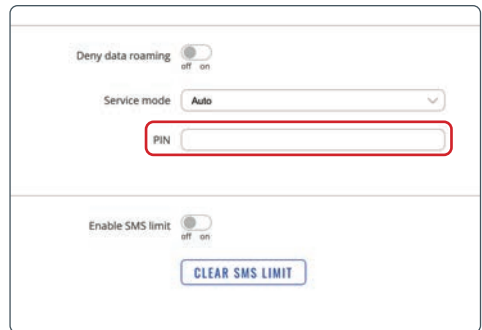 Deny data roaming
off on
Service mode Auto
PIN
Enable SMS limit
off on
CLEAR SMS LIMIT